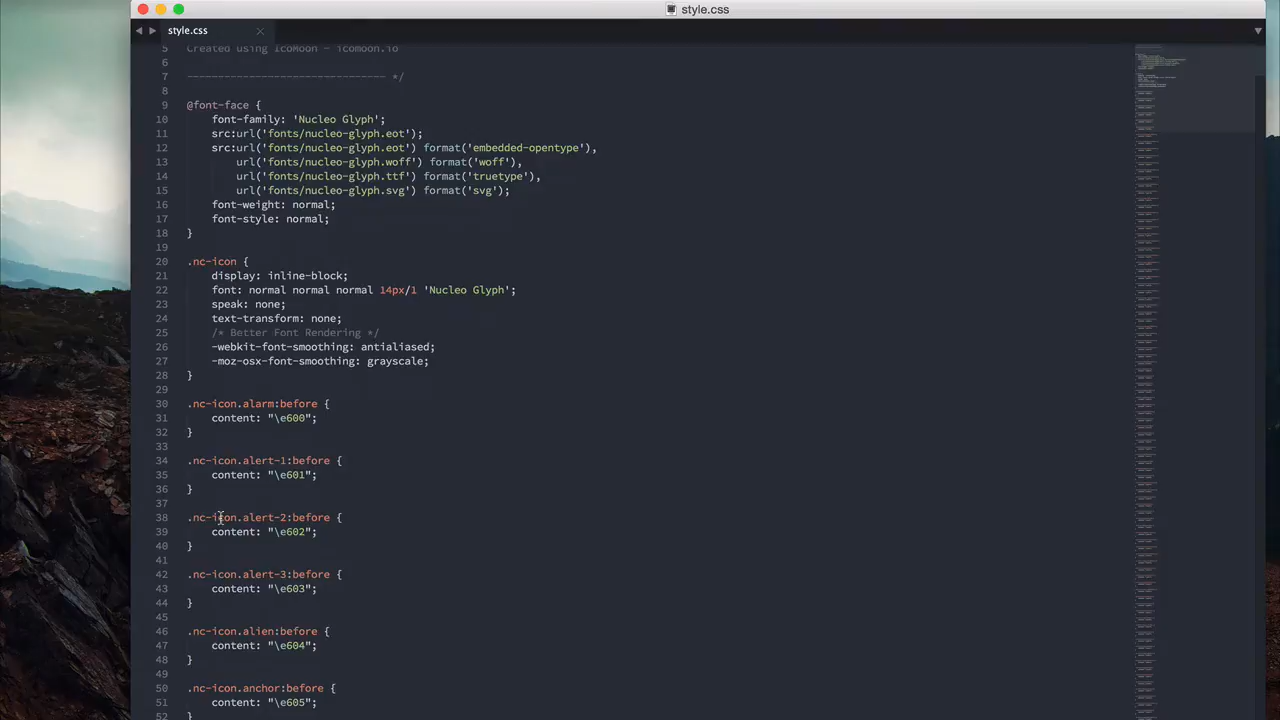 style.css
style.css
5 Created using IcoMoon - icomoon.io
6
7 -------------------------------- */
8
9 @font-face {
10 font-family: 'Nucleo Glyph';
11 src:url('fonts/nucleo-glyph.eot');
12 src:url('fonts/nucleo-glyph.eot') format('embedded-opentype'),
13 url('fonts/nucleo-glyph.woff') format('woff'),
14 url('fonts/nucleo-glyph.ttf') format('truetype'),
15 url('fonts/nucleo-glyph.svg') format('svg');
16 font-weight: normal;
17 font-style: normal;
18 }
19
20 .nc-icon {
21 display: inline-block;
22 font: normal normal normal 14px/1 'Nucleo Glyph';
23 speak: none;
24 text-transform: none;
25 /* Better Font Rendering */
26 -webkit-font-smoothing: antialiased;
27 -moz-osx-font-smoothing: grayscale;
28 }
29
30 .nc-icon.alarm:before {
31 content: "\e600";
32 }
33
34 .nc-icon.alert-1:before {
35 content: "\e601";
36 }
37
38 .nc-icon.alert-2:before {
39 content: "\e602";
40 }
41
42 .nc-icon.alert-3:before {
43 content: "\e603";
44 }
45
46 .nc-icon.alien:before {
47 content: "\e604";
48 }
49
50 .nc-icon.anchor:before {
51 content: "\e605";
52 }